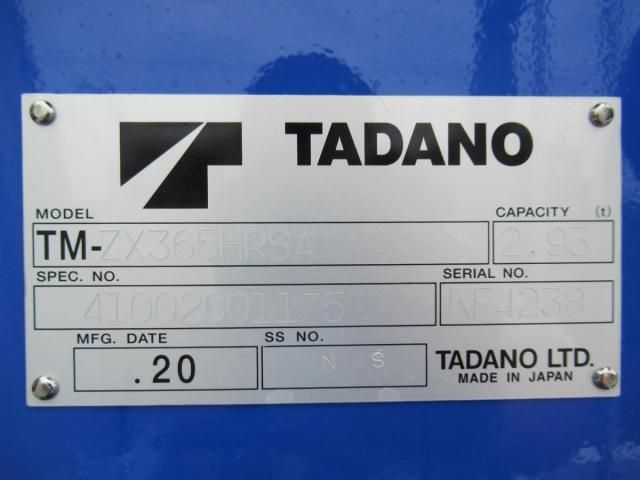 TADANO
MODEL
CAPACITY (t)
TM-ZX365HRSA
2.93
SPEC. NO.
SERIAL NO.
41002601175
KF4238
MFG. DATE
SS NO.
.20
N S
TADANO LTD.
MADE IN JAPAN